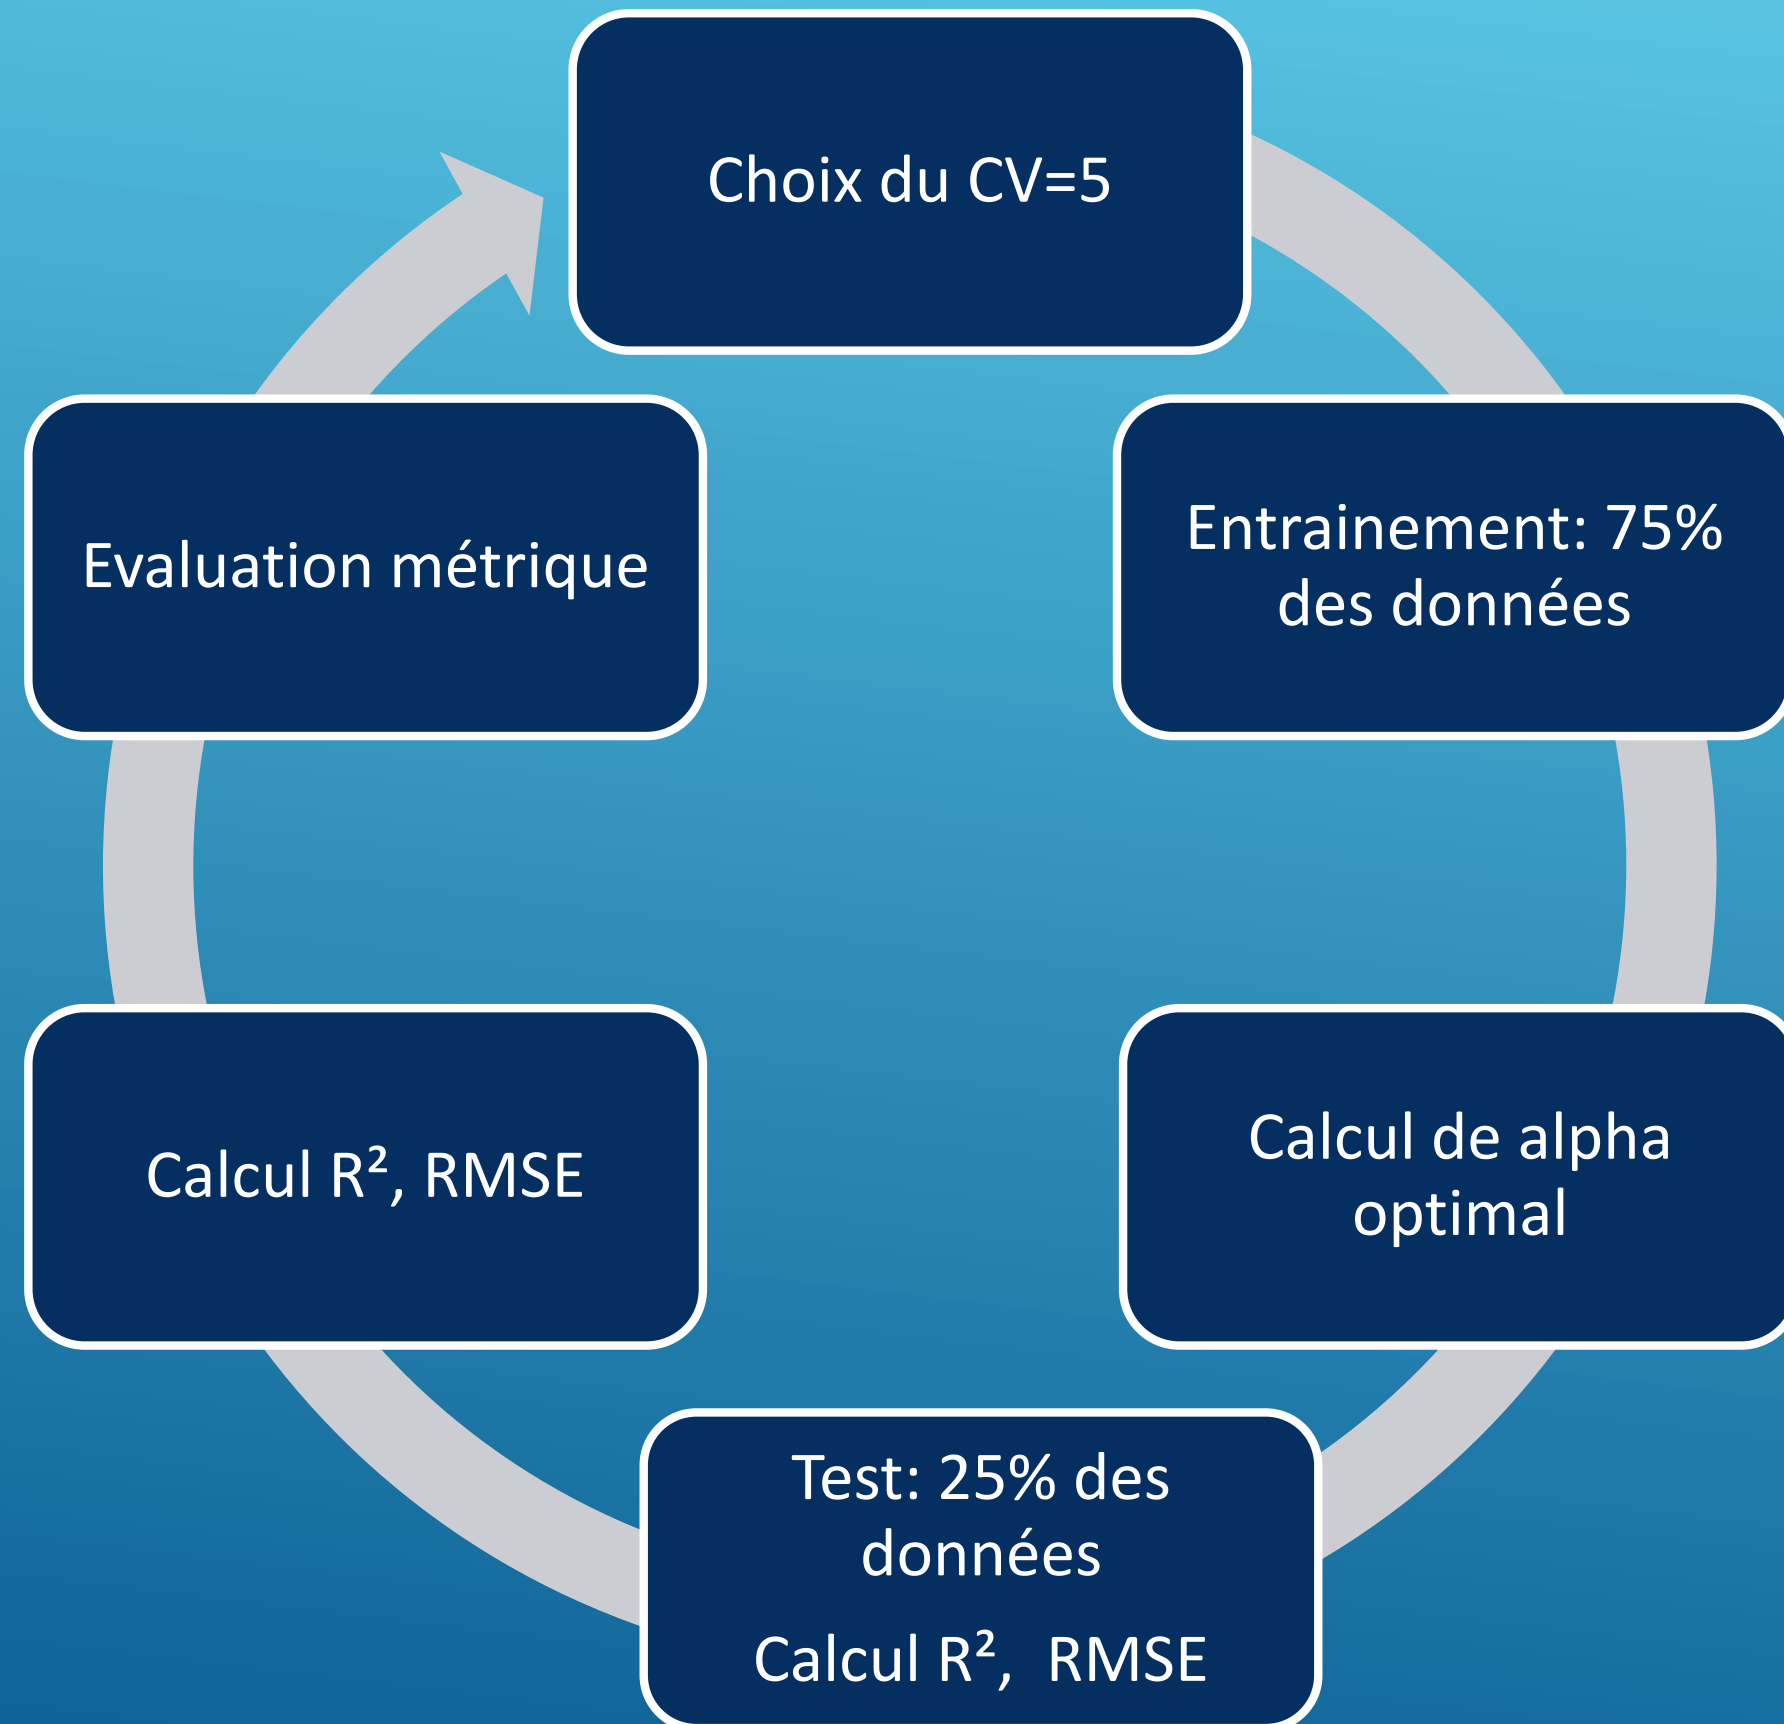 Choix du CV=5
Entrainement: 75%
des données
Calcul de alpha
optimal
Test: 25% des
données
Calcul R², RMSE
Calcul R², RMSE
Evaluation métrique